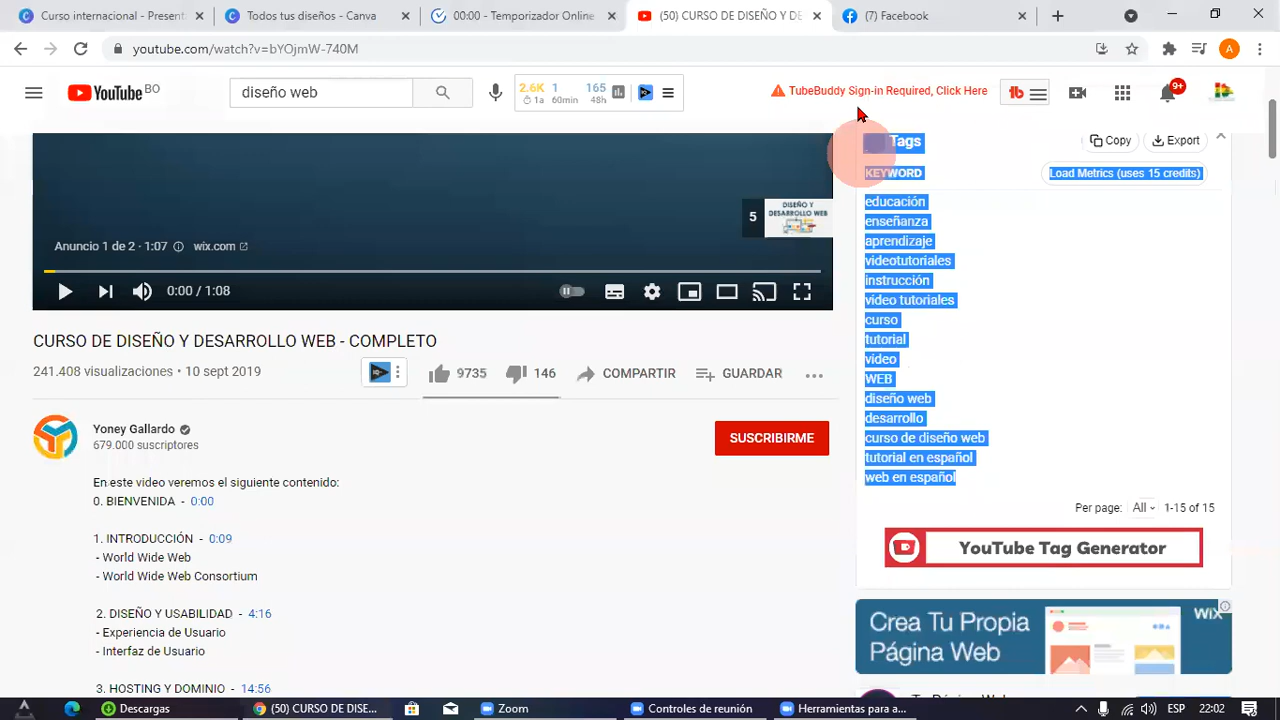 Curso internacional - Present
Todos tus diseños - Canva
00:00 - Temporizador Online
(50) CURSO DE DISEÑO Y DE
(7) Facebook
youtube.com/watch?v=bYOjmW-740M
A
YouTube BO
diseño web
2.6K 1 165
1a 60min 48h
TubeBuddy Sign-in Required, Click Here
tb
9+
Tags
Copy
Export
KEYWORD
Load Metrics (uses 15 credits)
educación
enseñanza
aprendizaje
videotutoriales
instrucción
video tutoriales
curso
tutorial
video
WEB
diseño web
desarrollo
curso de diseño web
tutorial en español
web en español
Per page: All 1-15 of 15
YouTube Tag Generator
Crea Tu Propia
Página Web
WiX
5
DISEÑO Y
DESARROLLO WEB
Anuncio 1 de 2 · 1:07 wix.com
0:00 / 1:08
CURSO DE DISEÑO Y DESARROLLO WEB - COMPLETO
241.408 visualizaciones • 10 sept 2019
9735
146
COMPARTIR
GUARDAR
Yoney Gallardo
679.000 suscriptores
SUSCRIBIRME
En este video verás el siguiente contenido:
0. BIENVENIDA - 0:00
1. INTRODUCCIÓN - 0:09
- World Wide Web
- World Wide Web Consortium
2. DISEÑO Y USABILIDAD - 4:16
- Experiencia de Usuario
- Interfaz de Usuario
3. HOSTING Y DOMINIO - 14:56
Descargas
(50) CURSO DE DISE...
Zoom
Controles de reunión
Herramientas para a...
ESP
22:02